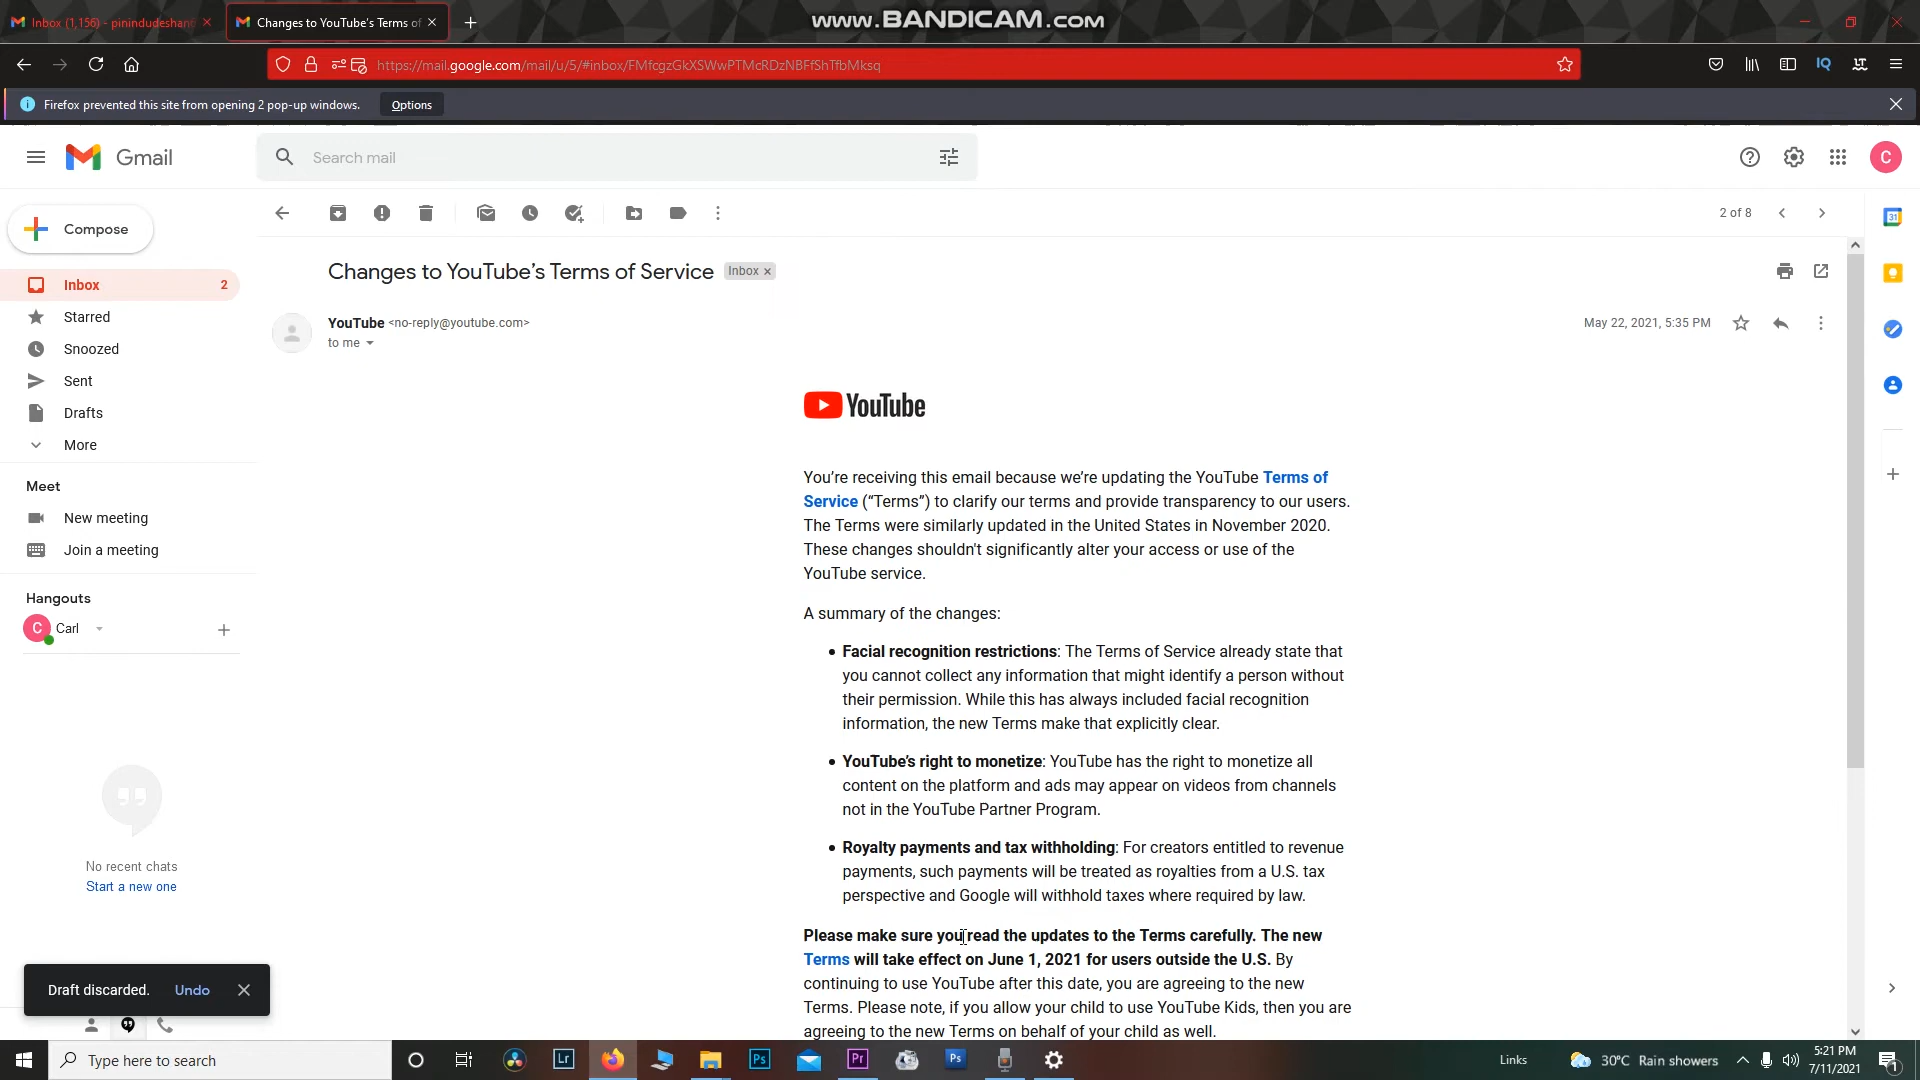 Inbox (1,156) - pinindudeshan
Changes to YouTube's Terms of
www.BANDICAM.com
https://mail.google.com/mail/u/5/#inbox/FMfcgzGkXSWwPTMcRDzNBFfShTfbMksq
IQ
Firefox prevented this site from opening 2 pop-up windows.
Options
Gmail
Search mail
C
Compose
2 of 8
31
Inbox
2
Starred
Snoozed
Sent
Drafts
More
Meet
New meeting
Join a meeting
Hangouts
C
Carl
No recent chats
Start a new one
Changes to YouTube's Terms of Service
Inbox ×
YouTube <no-reply@youtube.com>
to me
May 22, 2021, 5:35 PM
YouTube
You're receiving this email because we're updating the YouTube Terms of
Service (“Terms”) to clarify our terms and provide transparency to our users.
The Terms were similarly updated in the United States in November 2020.
These changes shouldn't significantly alter your access or use of the
YouTube service.
A summary of the changes:
• Facial recognition restrictions: The Terms of Service already state that
you cannot collect any information that might identify a person without
their permission. While this has always included facial recognition
information, the new Terms make that explicitly clear.
• YouTube's right to monetize: YouTube has the right to monetize all
content on the platform and ads may appear on videos from channels
not in the YouTube Partner Program.
• Royalty payments and tax withholding: For creators entitled to revenue
payments, such payments will be treated as royalties from a U.S. tax
perspective and Google will withhold taxes where required by law.
Please make sure you read the updates to the Terms carefully. The new
Terms will take effect on June 1, 2021 for users outside the U.S. By
continuing to use YouTube after this date, you are agreeing to the new
Terms. Please note, if you allow your child to use YouTube Kids, then you are
agreeing to the new Terms on behalf of your child as well.
Draft discarded.
Undo
Type here to search
Lr
Ps
Pr
Ps
Links
30°C Rain showers
5:21 PM
7/11/2021
1